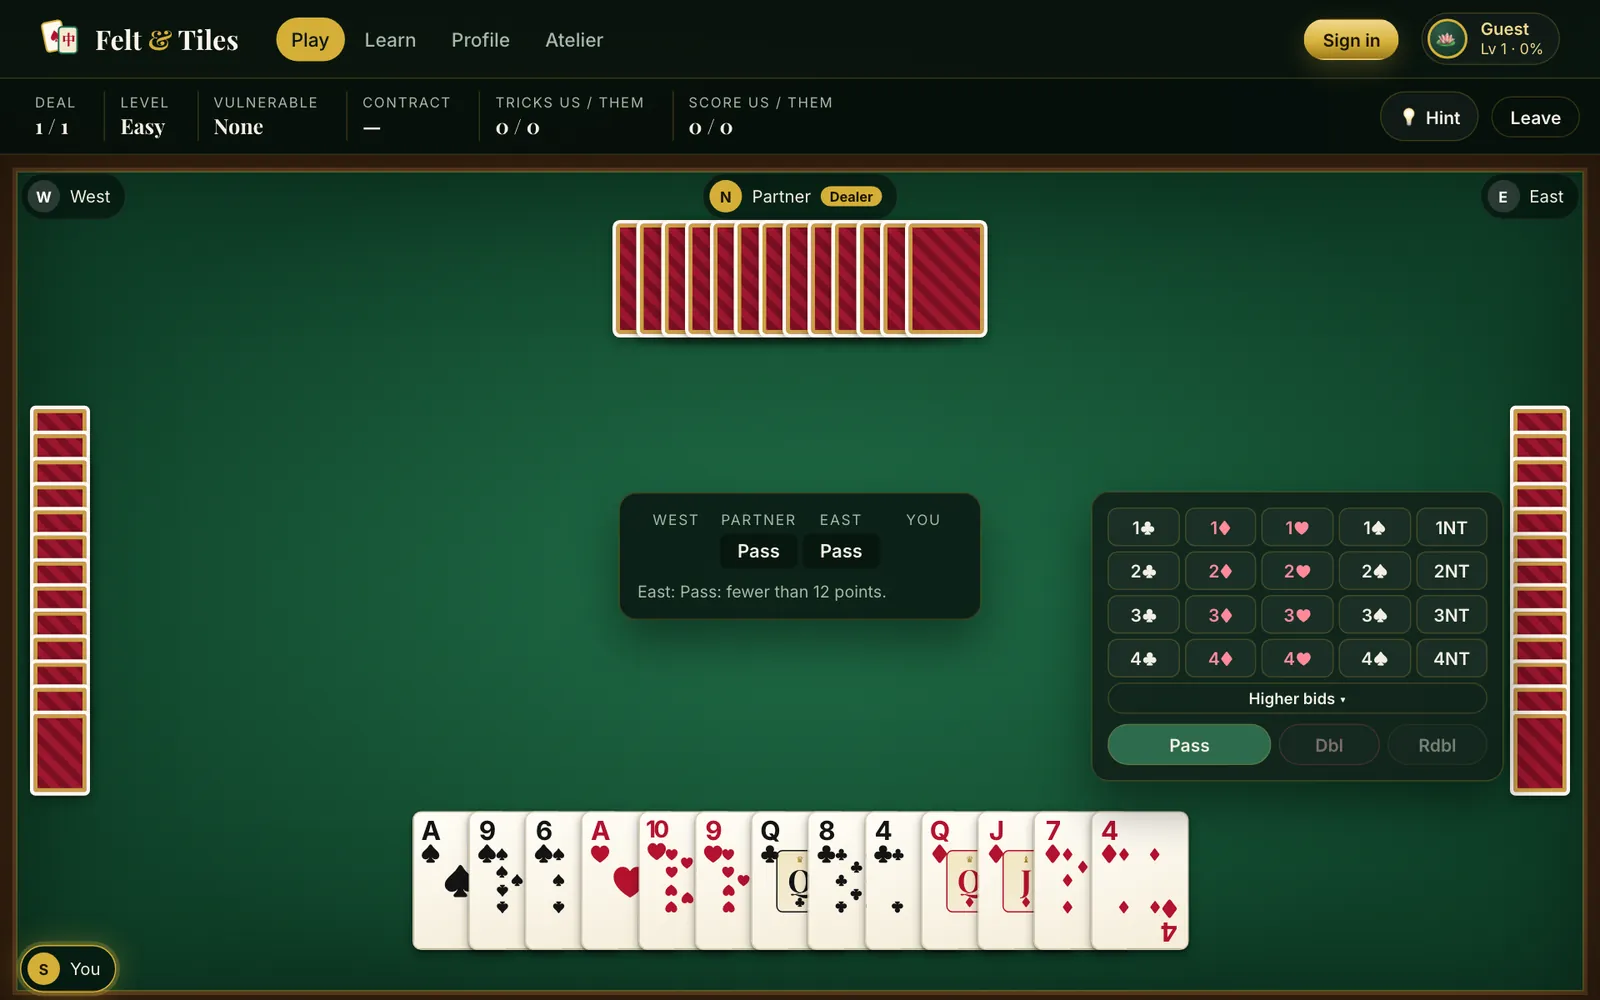 Felt & Tiles
Play
Learn
Profile
Atelier
Sign in
Guest
Lv 1 · 0%
DEAL
1 / 1
LEVEL
Easy
VULNERABLE
None
CONTRACT
—
TRICKS US / THEM
0 / 0
SCORE US / THEM
0 / 0
Hint
Leave
W West
N Partner Dealer
E East
WEST PARTNER EAST YOU
Pass Pass
East: Pass: fewer than 12 points.
1♣ 1♦ 1♥ 1♠ 1NT
2♣ 2♦ 2♥ 2♠ 2NT
3♣ 3♦ 3♥ 3♠ 3NT
4♣ 4♦ 4♥ 4♠ 4NT
Higher bids ▾
Pass Dbl Rdbl
A 9 6 A 10 9 Q 8 4 Q J 7 4
Q Q J
4
S You